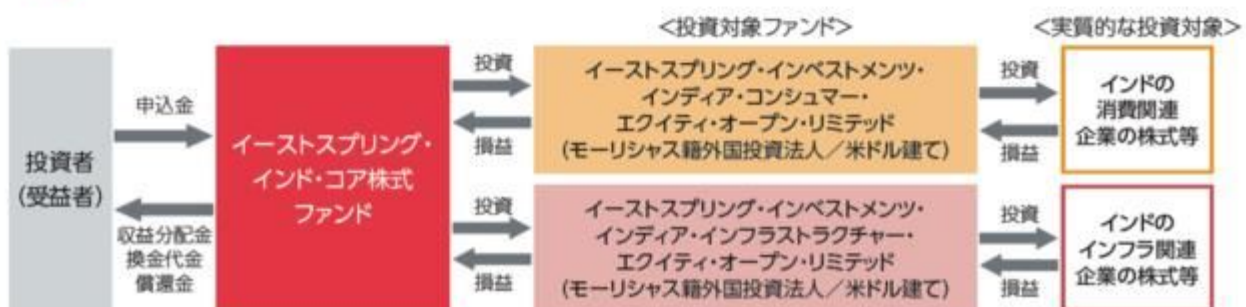 <投資対象ファンド>
<実質的な投資対象>
投資者
(受益者)
申込金
収益分配金
換金代金
償還金
イーストスプリング・
インド・コア株式
ファンド
投資
損益
イーストスプリング・インベストメンツ・
インディア・コンシュマー・
エクイティ・オープン・リミテッド
(モーリシャス籍外国投資法人／米ドル建て)
投資
損益
インドの
消費関連
企業の株式等
投資
損益
イーストスプリング・インベストメンツ・
インディア・インフラストラクチャー・
エクイティ・オープン・リミテッド
(モーリシャス籍外国投資法人／米ドル建て)
投資
損益
インドの
インフラ関連
企業の株式等